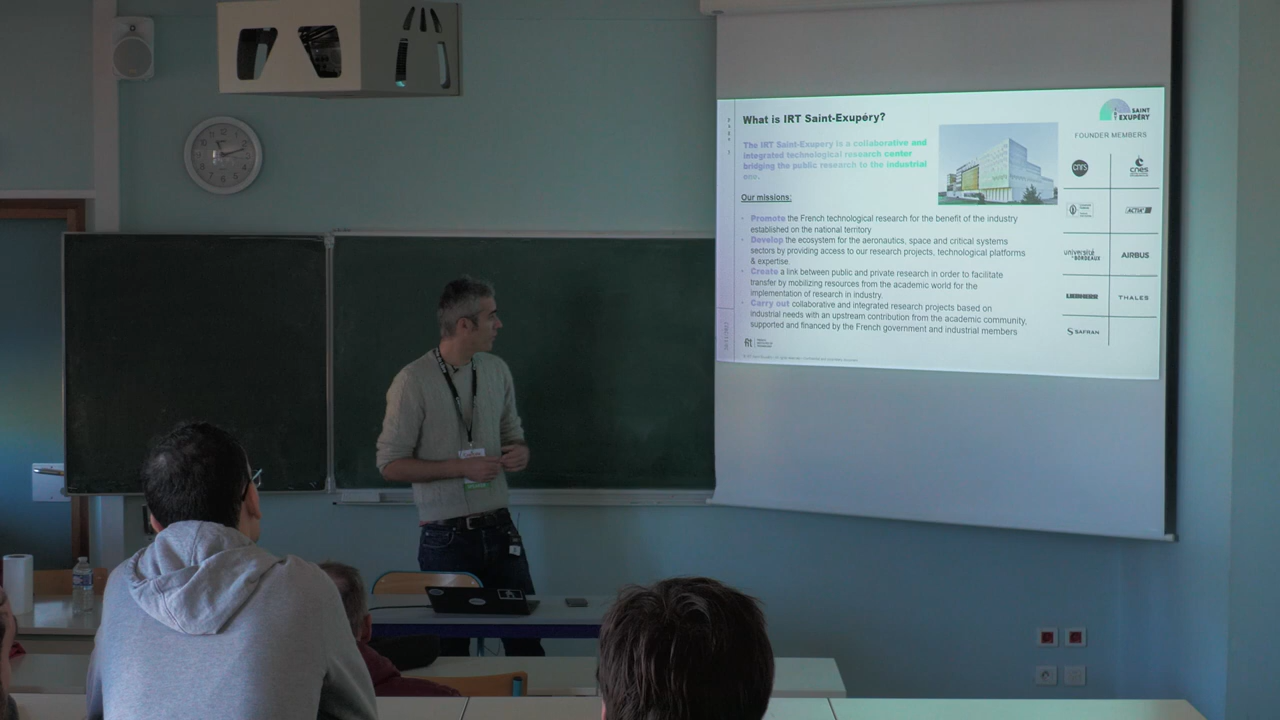 What is IRT Saint-Exupéry?
The IRT Saint-Exupery is a collaborative and
integrated technological research center
bridging the public research to the industrial
one.
Our missions:
• Promote the French technological research for the benefit of the industry
established on the national territory
• Develop the ecosystem for the aeronautics, space and critical systems
sectors by providing access to our research projects, technological platforms
& expertise.
• Create a link between public and private research in order to facilitate
transfer by mobilizing resources from the academic world for the
implementation of research in industry.
• Carry out collaborative and integrated research projects based on
industrial needs with an upstream contribution from the academic community,
supported and financed by the French government and industrial members
fit
SAINT
EXUPÉRY
FOUNDER MEMBERS
cnrs
cnes
ACTIA
université
de BORDEAUX
AIRBUS
LIEBHERR
THALES
SAFRAN